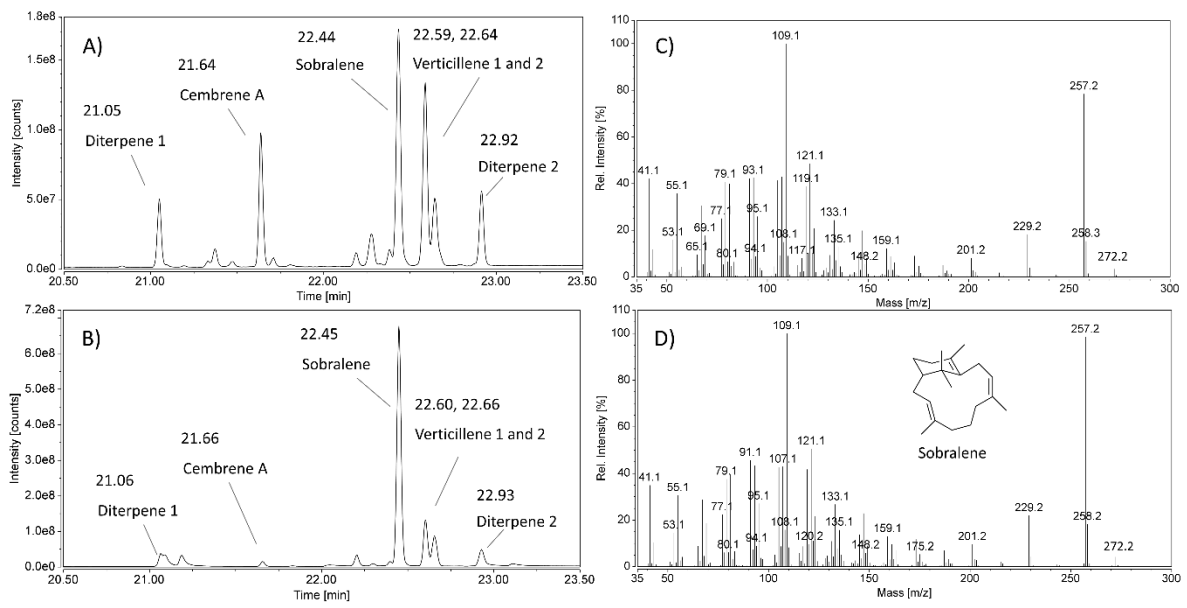 A)
1.8e8
1.5e8
1.0e8
5.0e7
0.0e0
Intensity [counts]
21.05
Diterpene 1
21.64
Cembrene A
22.44
Sobralene
22.59, 22.64
Verticillene 1 and 2
22.92
Diterpene 2
20.50 21.00 22.00 23.00 23.50
Time [min]
C)
110
100
80
60
40
20
0
Rel. Intensity [%]
41.1
53.1
55.1
65.1
69.1
77.1
79.1
80.1
93.1
94.1
95.1
108.1
109.1
117.1
119.1
121.1
133.1
135.1
148.2
159.1
201.2
229.2
257.2
258.3
272.2
35 100 150 200 250 300
Mass [m/z]
B)
7.2e8
6.0e8
5.0e8
4.0e8
3.0e8
2.0e8
1.0e8
0.0e0
Intensity [counts]
21.06
Diterpene 1
21.66
Cembrene A
22.45
Sobralene
22.60, 22.66
Verticillene 1 and 2
22.93
Diterpene 2
20.50 21.00 22.00 23.00 23.50
Time [min]
D)
110
100
80
60
40
20
0
Rel. Intensity [%]
41.1
53.1
55.1
77.1
79.1
80.1
91.1
94.1
95.1
107.1
108.1
109.1
120.2
121.1
133.1
135.1
148.2
159.1
175.2
201.2
229.2
257.2
258.2
272.2
Sobralene
35 100 150 200 250 300
Mass [m/z]